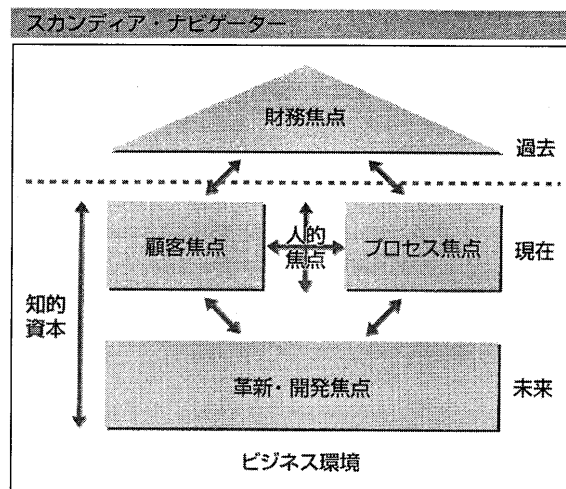 スカンディア・ナビゲーター
財務焦点
過去
顧客焦点
人的
焦点
プロセス焦点
現在
知的
資本
革新・開発焦点
未来
ビジネス環境